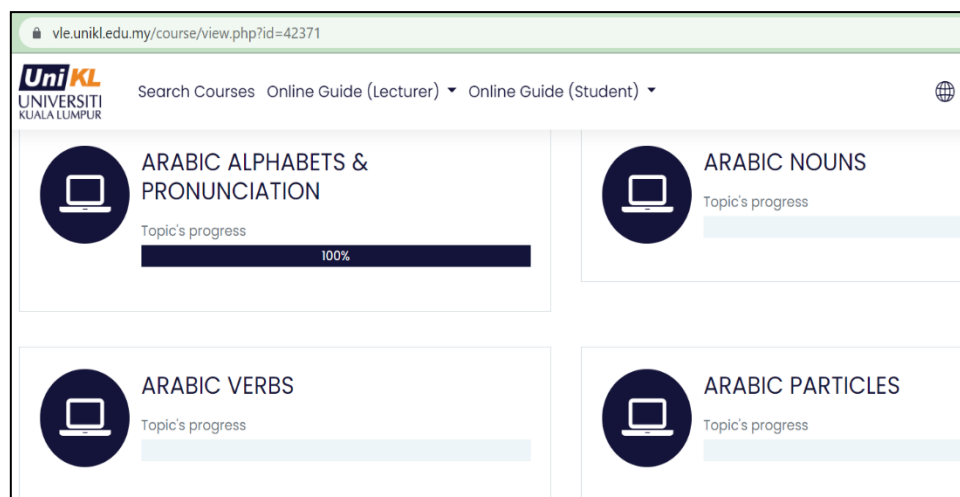 vle.unikl.edu.my/course/view.php?id=42371
UniKL
UNIVERSITI
KUALA LUMPUR
Search Courses Online Guide (Lecturer) Online Guide (Student)
ARABIC ALPHABETS &
PRONUNCIATION
Topic's progress
100%
ARABIC NOUNS
Topic's progress
ARABIC VERBS
Topic's progress
ARABIC PARTICLES
Topic's progress